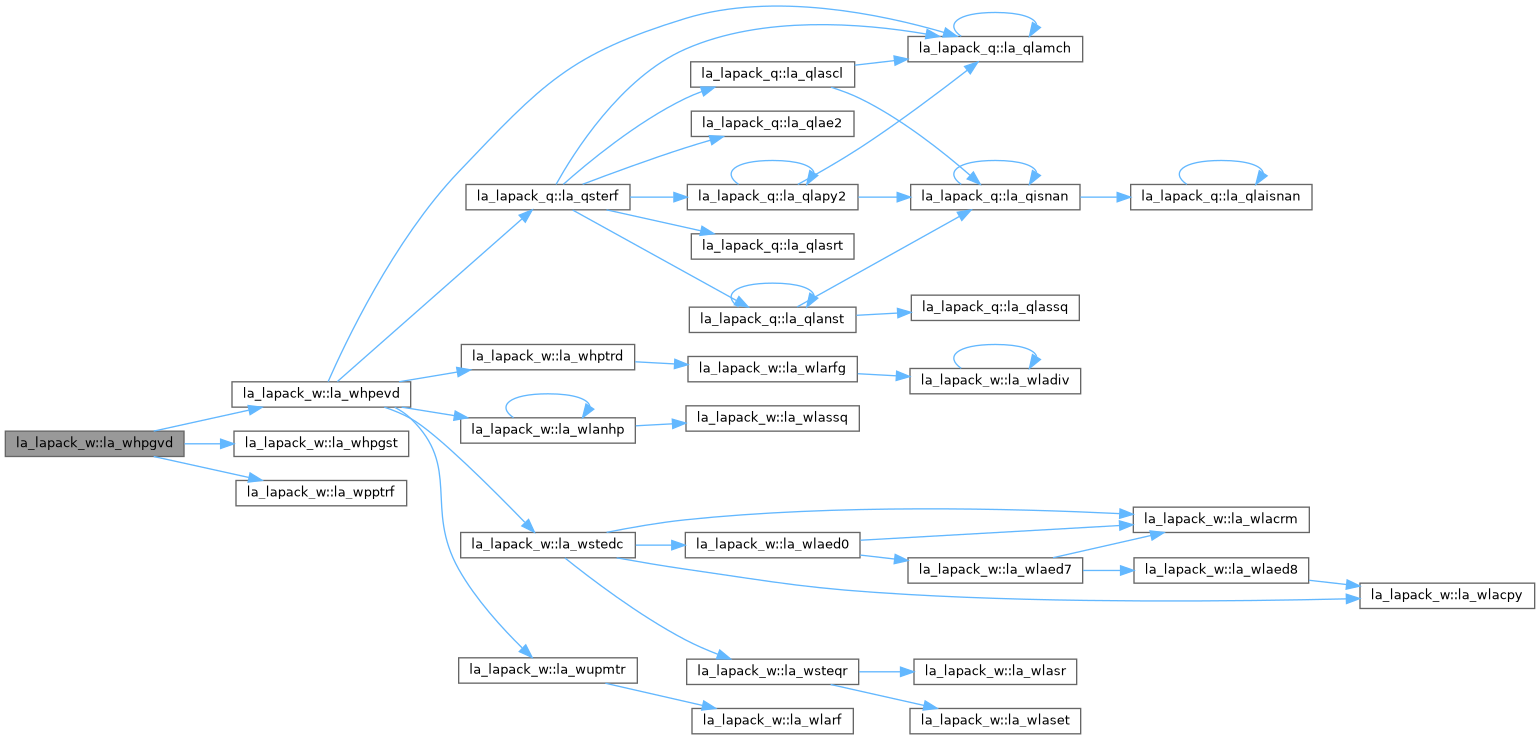 la_lapack_q::la_qlamch
la_lapack_q::la_qlascl
la_lapack_q::la_qlae2
la_lapack_q::la_qsterf
la_lapack_q::la_qlapy2
la_lapack_q::la_qisnan
la_lapack_q::la_qlaisnan
la_lapack_q::la_qlasrt
la_lapack_q::la_qlanst
la_lapack_q::la_qlassq
la_lapack_w::la_whptrd
la_lapack_w::la_wlarfg
la_lapack_w::la_wladiv
la_lapack_w::la_whpevd
la_lapack_w::la_wlanhp
la_lapack_w::la_wlassq
la_lapack_w::la_whpgvd
la_lapack_w::la_whpgst
la_lapack_w::la_wpptrf
la_lapack_w::la_wlacrm
la_lapack_w::la_wstedc
la_lapack_w::la_wlaed0
la_lapack_w::la_wlaed7
la_lapack_w::la_wlaed8
la_lapack_w::la_wlacpy
la_lapack_w::la_wupmtr
la_lapack_w::la_wsteqr
la_lapack_w::la_wlasr
la_lapack_w::la_wlarf
la_lapack_w::la_wlaset